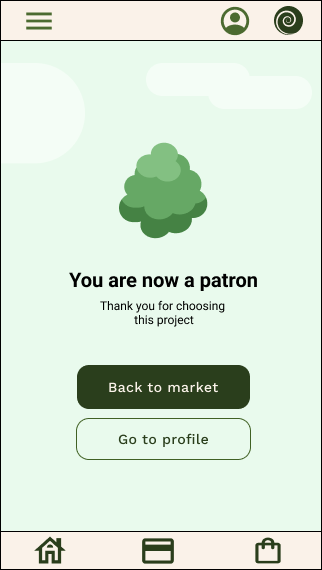 You are now a patron
Thank you for choosing
this project
Back to market
Go to profile